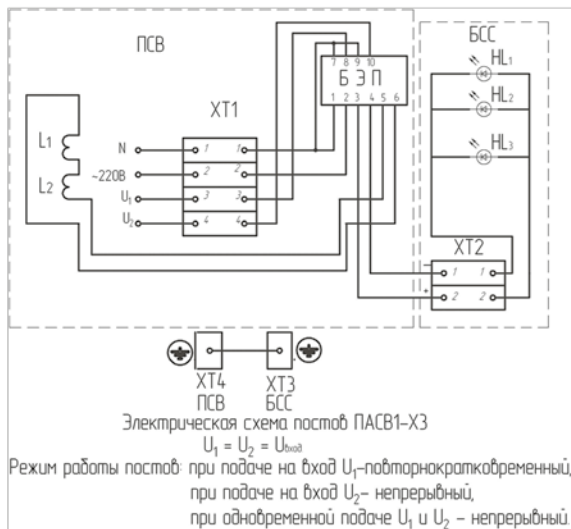 ПСВ
БСС
7 8 9 10
БЭП
1 2 3 4 5 6
HL1
HL2
HL3
XT1
L1
L2
N 1 1
~220В 2 2
U1 3 3
U2 4 4
XT2
− 1 1
+ 2 2
XT4 XT3
ПСВ БСС
Электрическая схема постов ПАСВ1-Х3
U1 = U2 = Uвход
Режим работы постов: при подаче на вход U1-повторнократковременный,
при подаче на вход U2- непрерывный,
при одновременной подаче U1 и U2 - непрерывный.